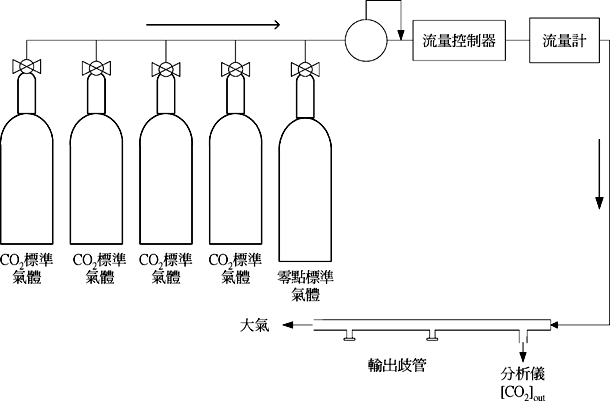 流量控制器
流量計
CO2標準
氣體
CO2標準
氣體
CO2標準
氣體
CO2標準
氣體
零點標準
氣體
大氣
輸出歧管
分析儀
[CO2]out